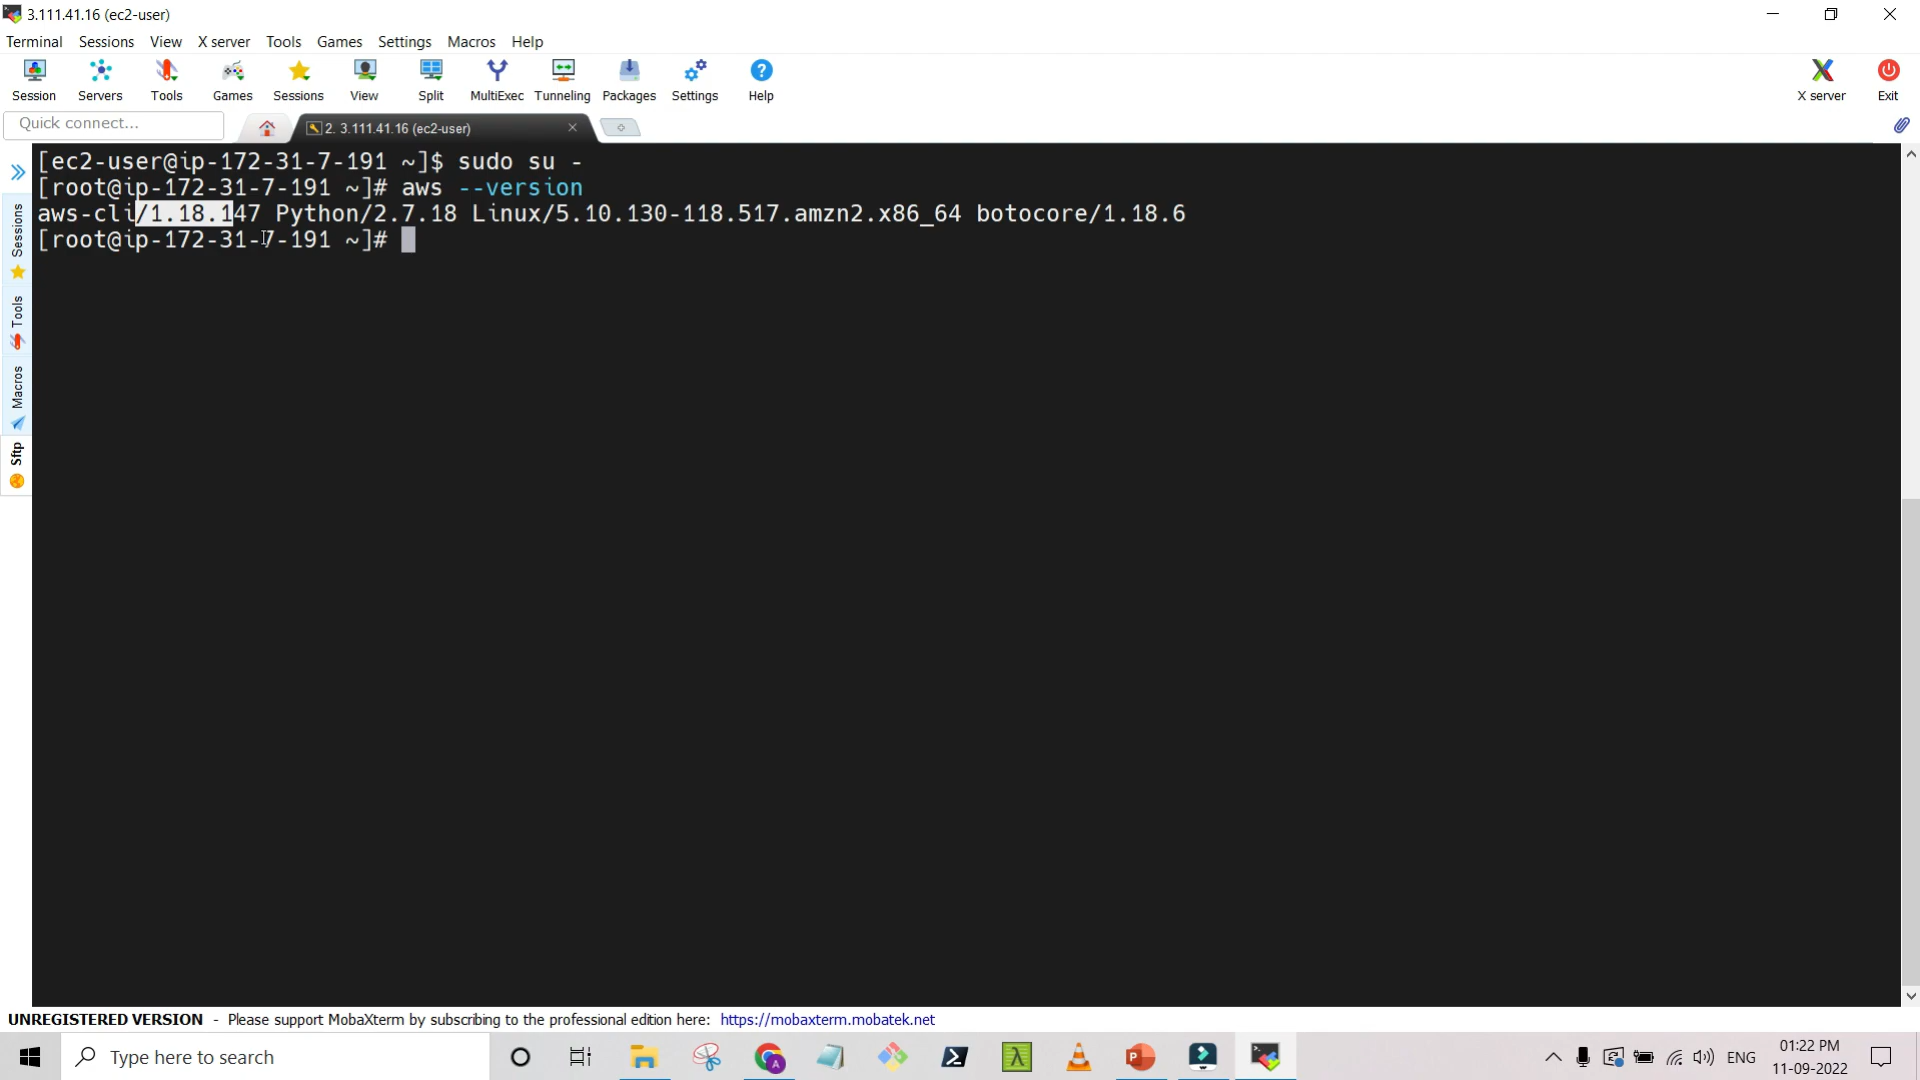 3.111.41.16 (ec2-user)
Terminal Sessions View X server Tools Games Settings Macros Help
Session Servers Tools Games Sessions View Split MultiExec Tunneling Packages Settings Help X server Exit
Quick connect... 2. 3.111.41.16 (ec2-user)
[ec2-user@ip-172-31-7-191 ~]$ sudo su -
[root@ip-172-31-7-191 ~]# aws --version
aws-cli/1.18.147 Python/2.7.18 Linux/5.10.130-118.517.amzn2.x86_64 botocore/1.18.6
[root@ip-172-31-7-191 ~]#
Sessions
Tools
Macros
Sftp
UNREGISTERED VERSION - Please support MobaXterm by subscribing to the professional edition here: https://mobaxterm.mobatek.net
Type here to search
ENG
01:22 PM
11-09-2022